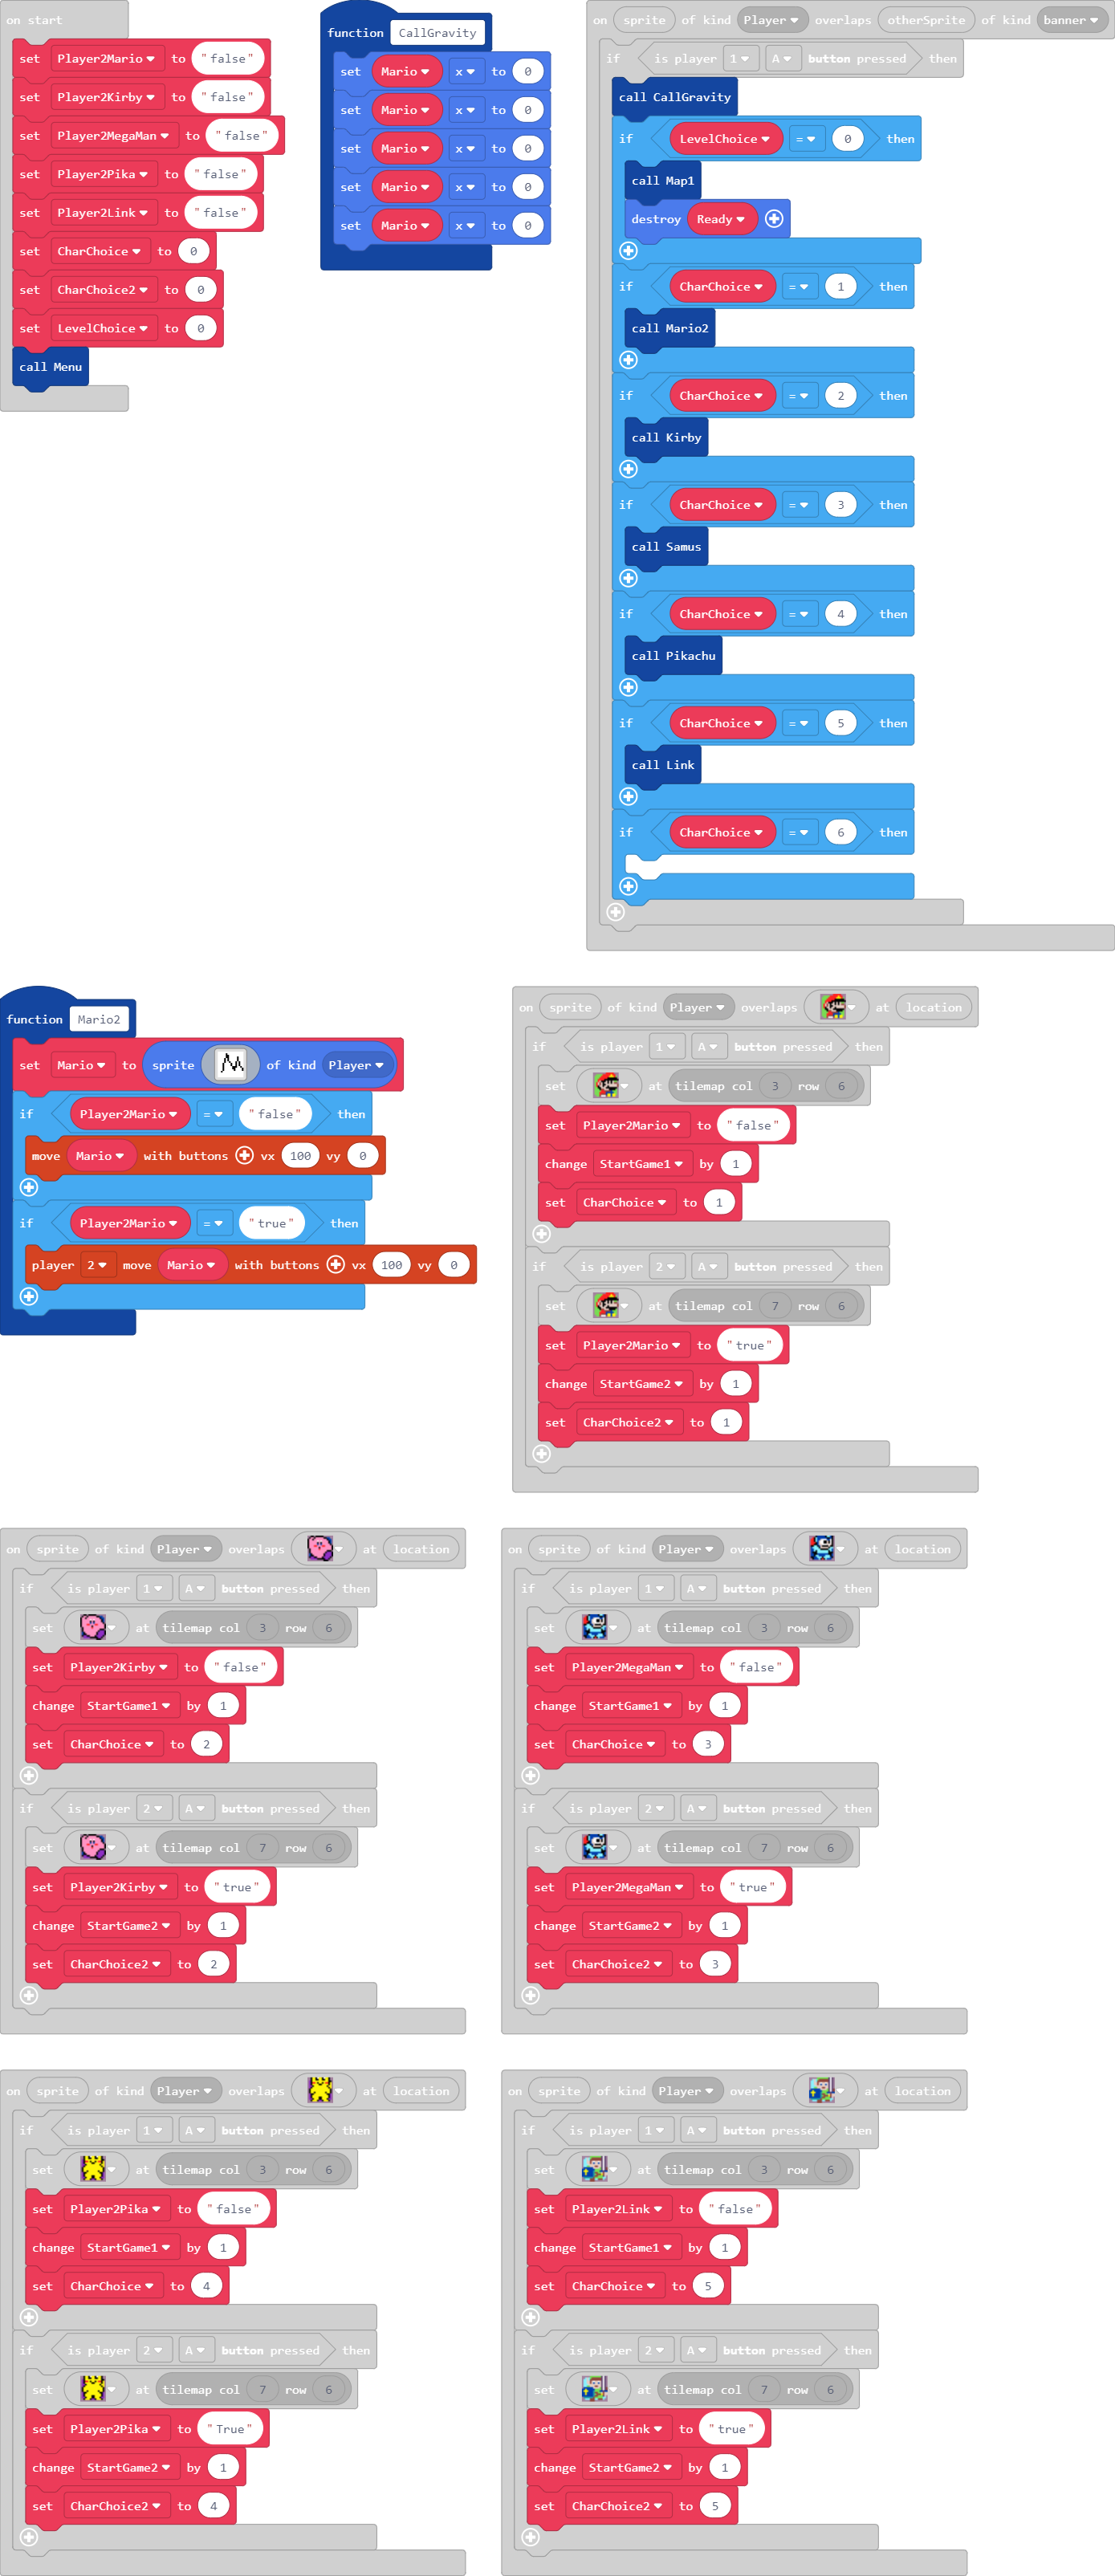 on start
set Player2Mario to "false"
set Player2Kirby to "false"
set Player2MegaMan to "false"
set Player2Pika to "false"
set Player2Link to "false"
set CharChoice to 0
set CharChoice2 to 0
set LevelChoice to 0
call Menu
function CallGravity
set Mario x to 0
set Mario x to 0
set Mario x to 0
set Mario x to 0
set Mario x to 0
on sprite of kind Player overlaps otherSprite of kind banner
if is player 1 A button pressed then
call CallGravity
if LevelChoice = 0 then
call Map1
destroy Ready
if CharChoice = 1 then
call Mario2
if CharChoice = 2 then
call Kirby
if CharChoice = 3 then
call Samus
if CharChoice = 4 then
call Pikachu
if CharChoice = 5 then
call Link
if CharChoice = 6 then
function Mario2
set Mario to sprite of kind Player
if Player2Mario = "false" then
move Mario with buttons vx 100 vy 0
if Player2Mario = "true" then
player 2 move Mario with buttons vx 100 vy 0
on sprite of kind Player overlaps at location
if is player 1 A button pressed then
set at tilemap col 3 row 6
set Player2Mario to "false"
change StartGame1 by 1
set CharChoice to 1
if is player 2 A button pressed then
set at tilemap col 7 row 6
set Player2Mario to "true"
change StartGame2 by 1
set CharChoice2 to 1
on sprite of kind Player overlaps at location
if is player 1 A button pressed then
set at tilemap col 3 row 6
set Player2Kirby to "false"
change StartGame1 by 1
set CharChoice to 2
if is player 2 A button pressed then
set at tilemap col 7 row 6
set Player2Kirby to "true"
change StartGame2 by 1
set CharChoice2 to 2
on sprite of kind Player overlaps at location
if is player 1 A button pressed then
set at tilemap col 3 row 6
set Player2MegaMan to "false"
change StartGame1 by 1
set CharChoice to 3
if is player 2 A button pressed then
set at tilemap col 7 row 6
set Player2MegaMan to "true"
change StartGame2 by 1
set CharChoice2 to 3
on sprite of kind Player overlaps at location
if is player 1 A button pressed then
set at tilemap col 3 row 6
set Player2Pika to "false"
change StartGame1 by 1
set CharChoice to 4
if is player 2 A button pressed then
set at tilemap col 7 row 6
set Player2Pika to "True"
change StartGame2 by 1
set CharChoice2 to 4
on sprite of kind Player overlaps at location
if is player 1 A button pressed then
set at tilemap col 3 row 6
set Player2Link to "false"
change StartGame1 by 1
set CharChoice to 5
if is player 2 A button pressed then
set at tilemap col 7 row 6
set Player2Link to "true"
change StartGame2 by 1
set CharChoice2 to 5